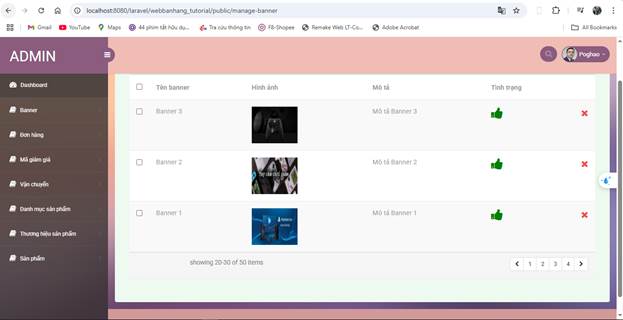 localhost:8080/laravel/webbanhang_tutorial/public/manage-banner
Gmail YouTube Maps 44 phím tắt hữu dụ... Tra cứu thông tin F8-Shopee Remake Web LT-Co... Adobe Acrobat All Bookmarks
ADMIN
Poghao
Dashboard
Banner
Đơn hàng
Mã giảm giá
Vận chuyển
Danh mục sản phẩm
Thương hiệu sản phẩm
Sản phẩm
Tên banner Hình ảnh Mô tả Tình trạng
Banner 3 Mô tả Banner 3
Banner 2 Mô tả Banner 2
Banner 1 Mô tả Banner 1
showing 20-30 of 50 items
1 2 3 4